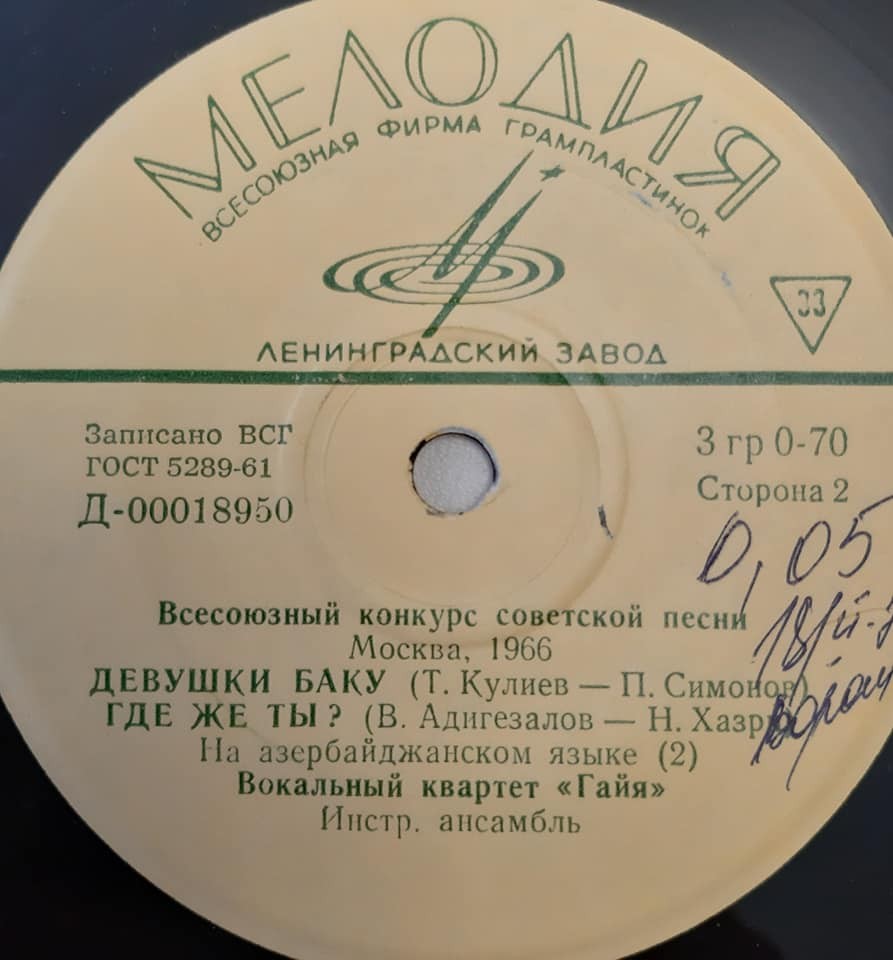 МЕЛОДИЯ
ВСЕСОЮЗНАЯ ФИРМА ГРАМПЛАСТИНОК
33
ЛЕНИНГРАДСКИЙ ЗАВОД
Записано ВСГ
ГОСТ 5289-61
Д-00018950
3 гр 0-70
Сторона 2
0,05
Всесоюзный конкурс советской песни
Москва, 1966
ДЕВУШКИ БАКУ (Т. Кулиев — П. Симонов)
ГДЕ ЖЕ ТЫ? (В. Адигезалов — Н.
На азербайджанском языке (2)
Вокальный квартет «Гайя»
Инстр. ансамбль